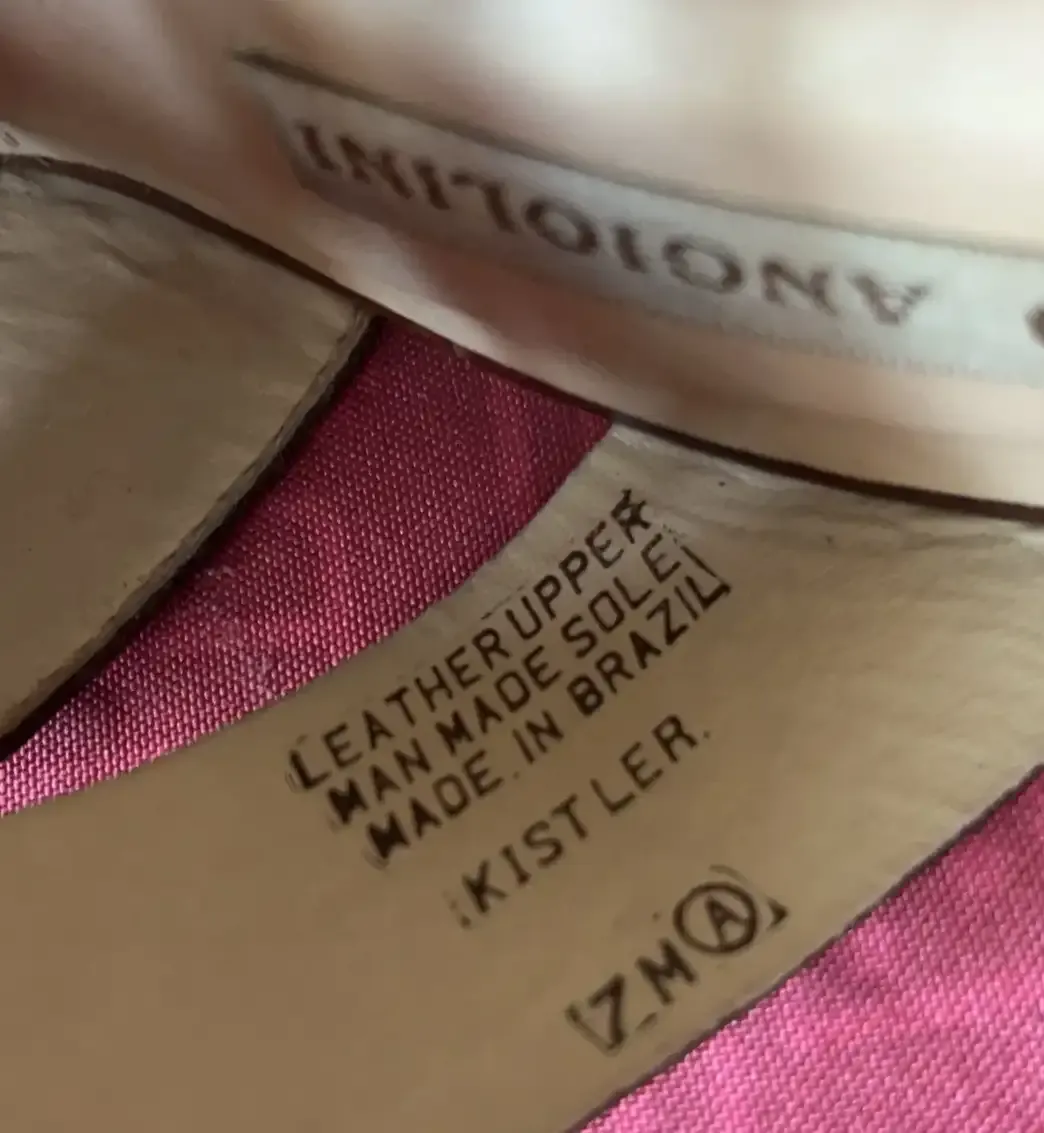 ANGIOLINI
LEATHER UPPER
MAN MADE SOLE
MADE IN BRAZIL
KISTLER.
7 M A